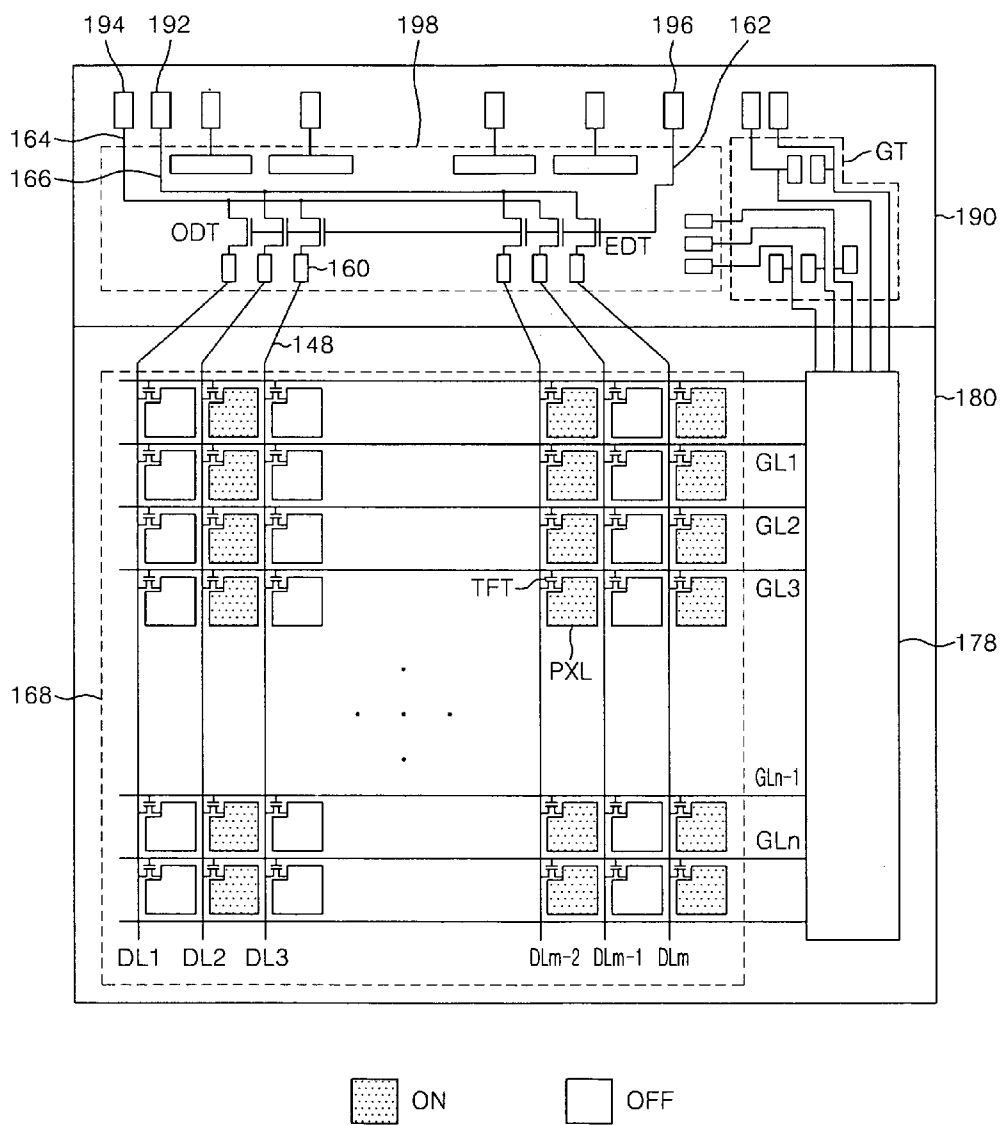 194 192 198 196 162
164
GT
166
190
ODT
EDT
160
148
180
GL1
GL2
TFT
GL3
178
PXL
168
GLn-1
GLn
DL1 DL2 DL3 DLm-2 DLm-1 DLm
ON OFF